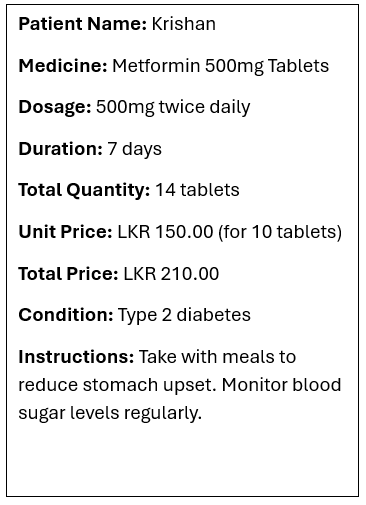 Patient Name: Krishan
Medicine: Metformin 500mg Tablets
Dosage: 500mg twice daily
Duration: 7 days
Total Quantity: 14 tablets
Unit Price: LKR 150.00 (for 10 tablets)
Total Price: LKR 210.00
Condition: Type 2 diabetes
Instructions: Take with meals to
reduce stomach upset. Monitor blood
sugar levels regularly.